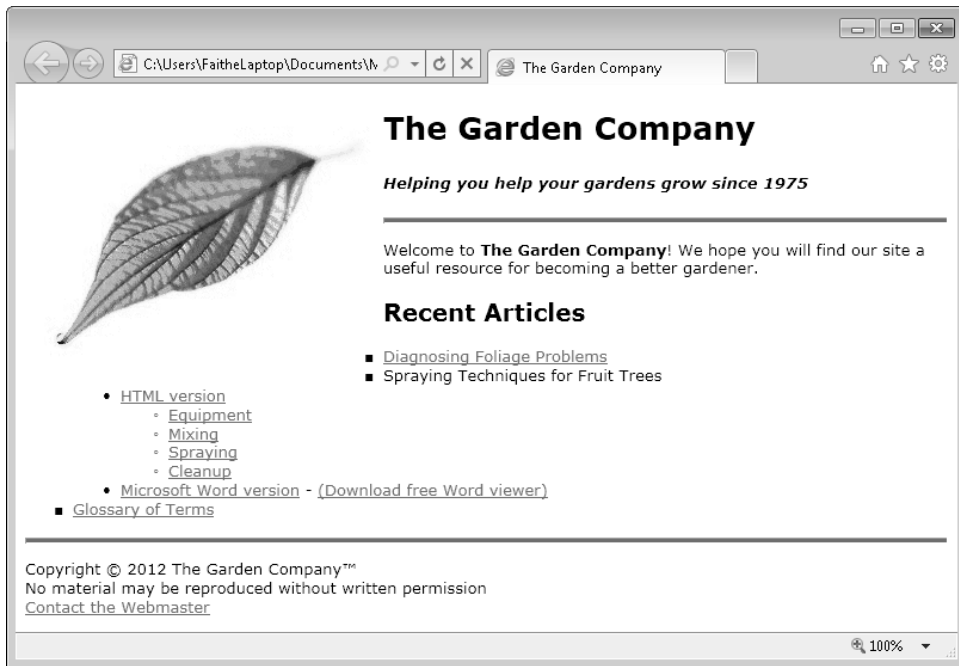 C:\Users\FaitheLaptop\Documents\M
The Garden Company
The Garden Company
Helping you help your gardens grow since 1975
Welcome to The Garden Company! We hope you will find our site a
useful resource for becoming a better gardener.
Recent Articles
Diagnosing Foliage Problems
Spraying Techniques for Fruit Trees
HTML version
Equipment
Mixing
Spraying
Cleanup
Microsoft Word version - (Download free Word viewer)
Glossary of Terms
Copyright © 2012 The Garden Company™
No material may be reproduced without written permission
Contact the Webmaster
100%